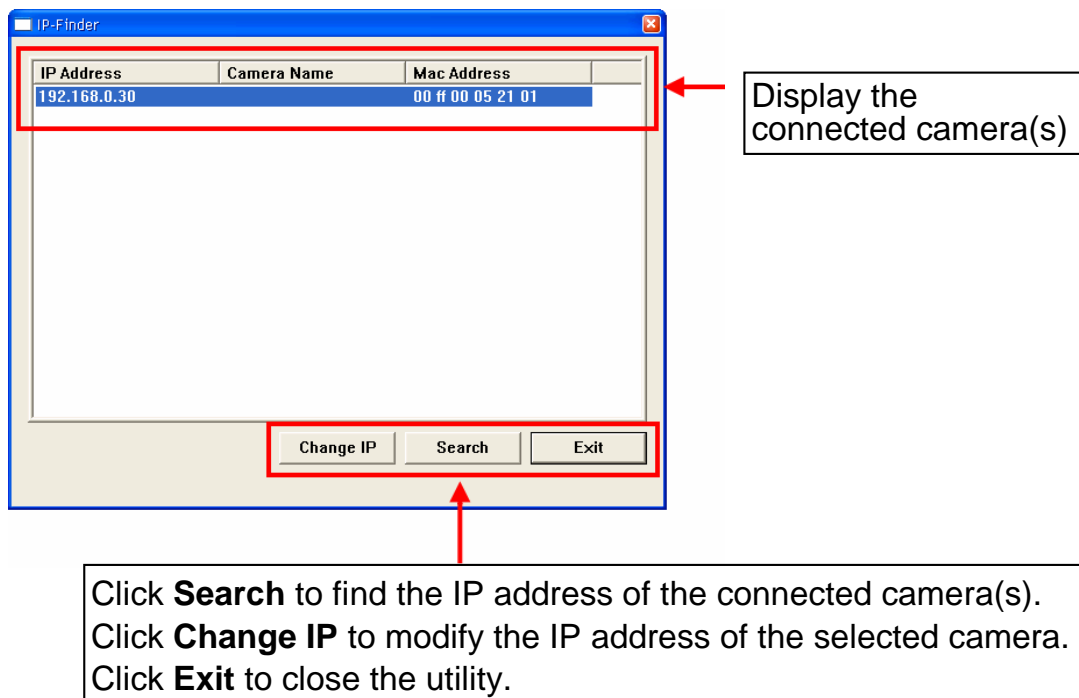 IP-Finder
IP Address Camera Name Mac Address
192.168.0.30 00 ff 00 05 21 01
Display the
connected camera(s)
Change IP Search Exit
Click Search to find the IP address of the connected camera(s).
Click Change IP to modify the IP address of the selected camera.
Click Exit to close the utility.